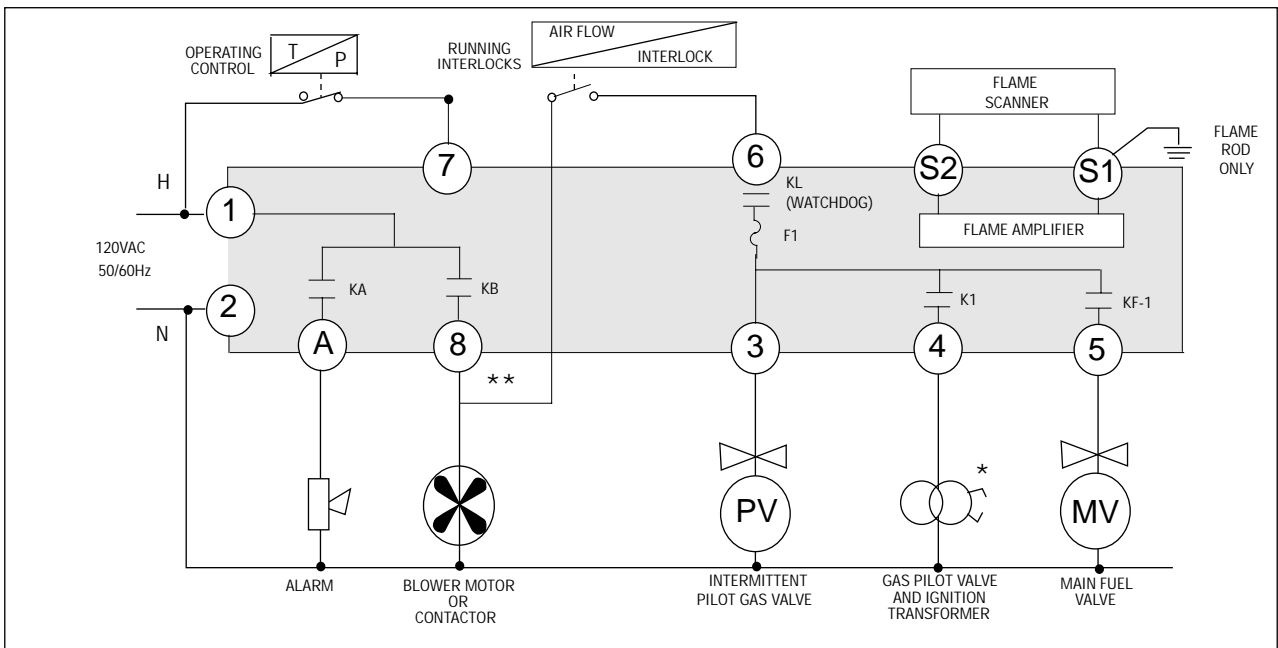 AIR FLOW
INTERLOCK
OPERATING
CONTROL
T
P
RUNNING
INTERLOCKS
FLAME
SCANNER
FLAME
ROD
ONLY
7
6
S2
S1
H
1
KL
(WATCHDOG)
F1
FLAME AMPLIFIER
120VAC
50/60Hz
KA
KB
K1
KF-1
2
N
A
8
3
4
5
**
*
PV
MV
ALARM
BLOWER MOTOR
OR
CONTACTOR
INTERMITTENT
PILOT GAS VALVE
GAS PILOT VALVE
AND IGNITION
TRANSFORMER
MAIN FUEL
VALVE